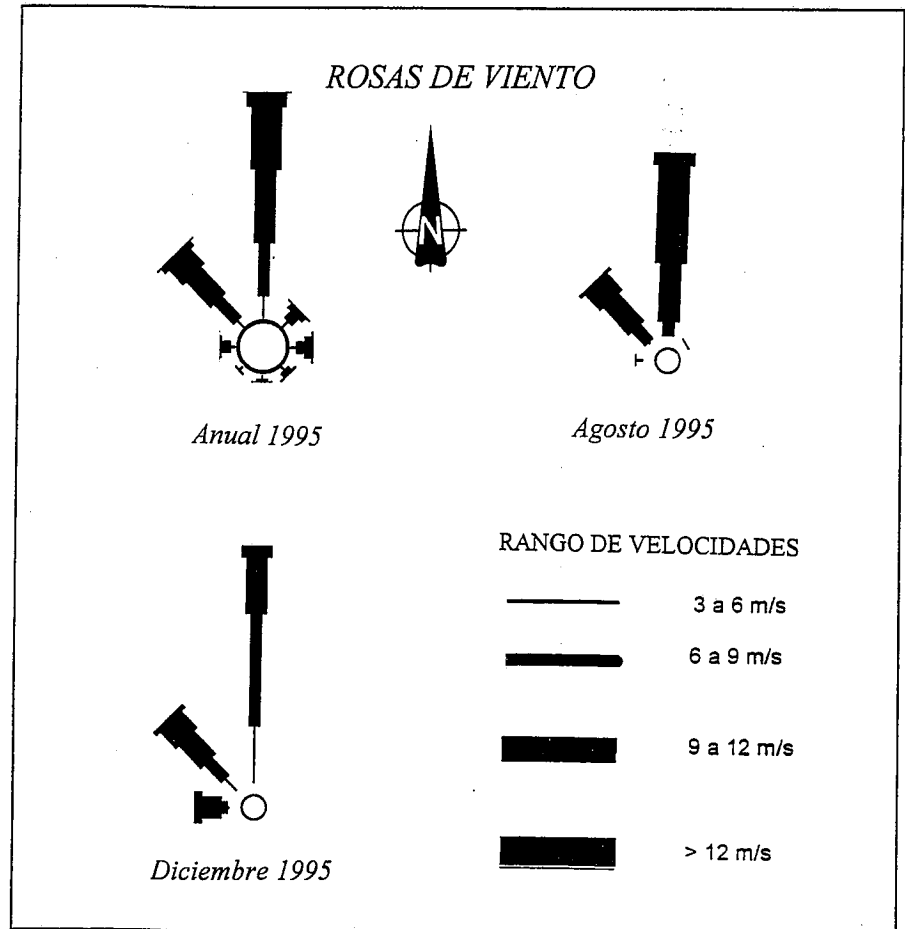 ROSAS DE VIENTO
N
Anual 1995
Agosto 1995
RANGO DE VELOCIDADES
3 a 6 m/s
6 a 9 m/s
9 a 12 m/s
> 12 m/s
Diciembre 1995